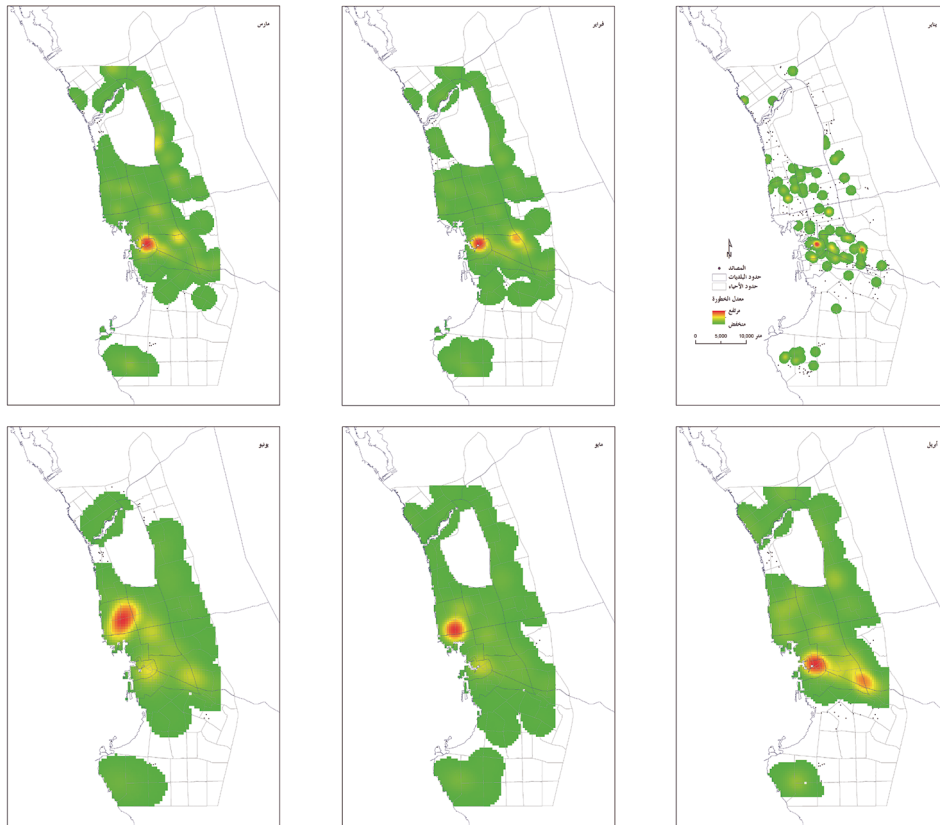 يناير
فبراير
مارس
المصائد
حدود البلديات
حدود الأحياء
معدل الخطورة
مرتفع
منخفض
0 5,000 10,000 متر
أبريل
مايو
يونيو